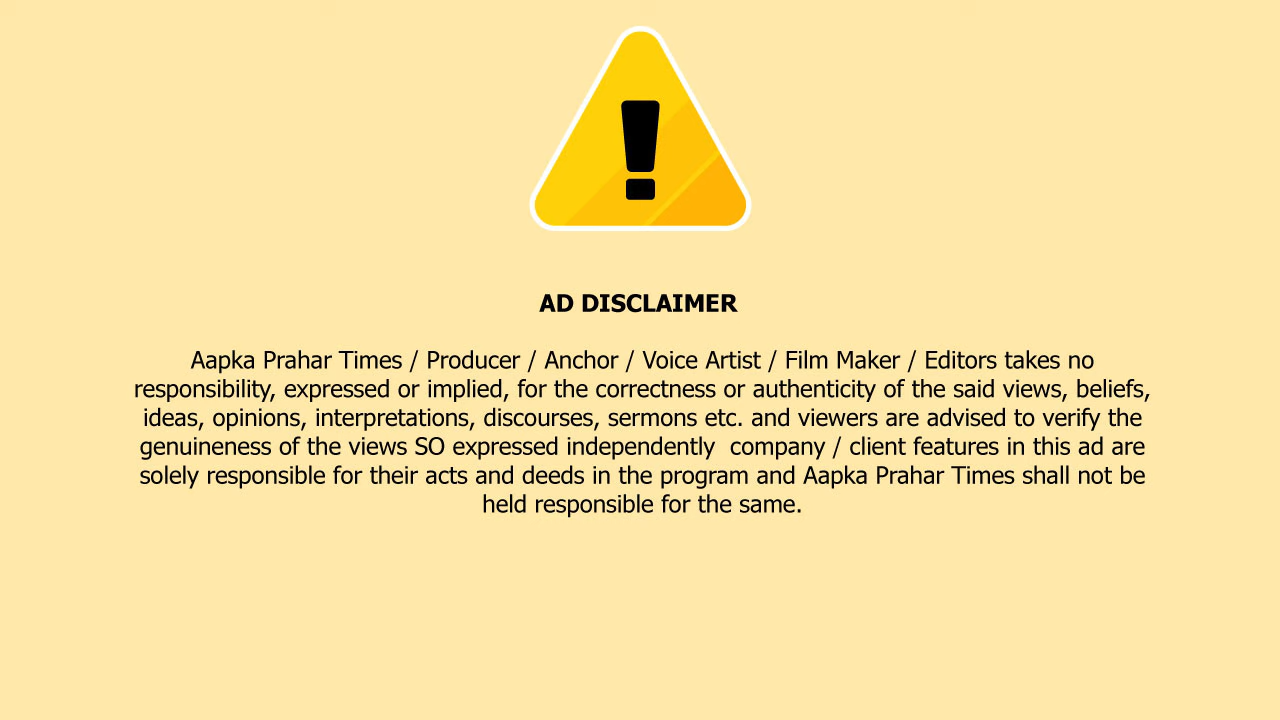 AD DISCLAIMER
Aapka Prahar Times / Producer / Anchor / Voice Artist / Film Maker / Editors takes no
responsibility, expressed or implied, for the correctness or authenticity of the said views, beliefs,
ideas, opinions, interpretations, discourses, sermons etc. and viewers are advised to verify the
genuineness of the views SO expressed independently  company / client features in this ad are
solely responsible for their acts and deeds in the program and Aapka Prahar Times shall not be
held responsible for the same.